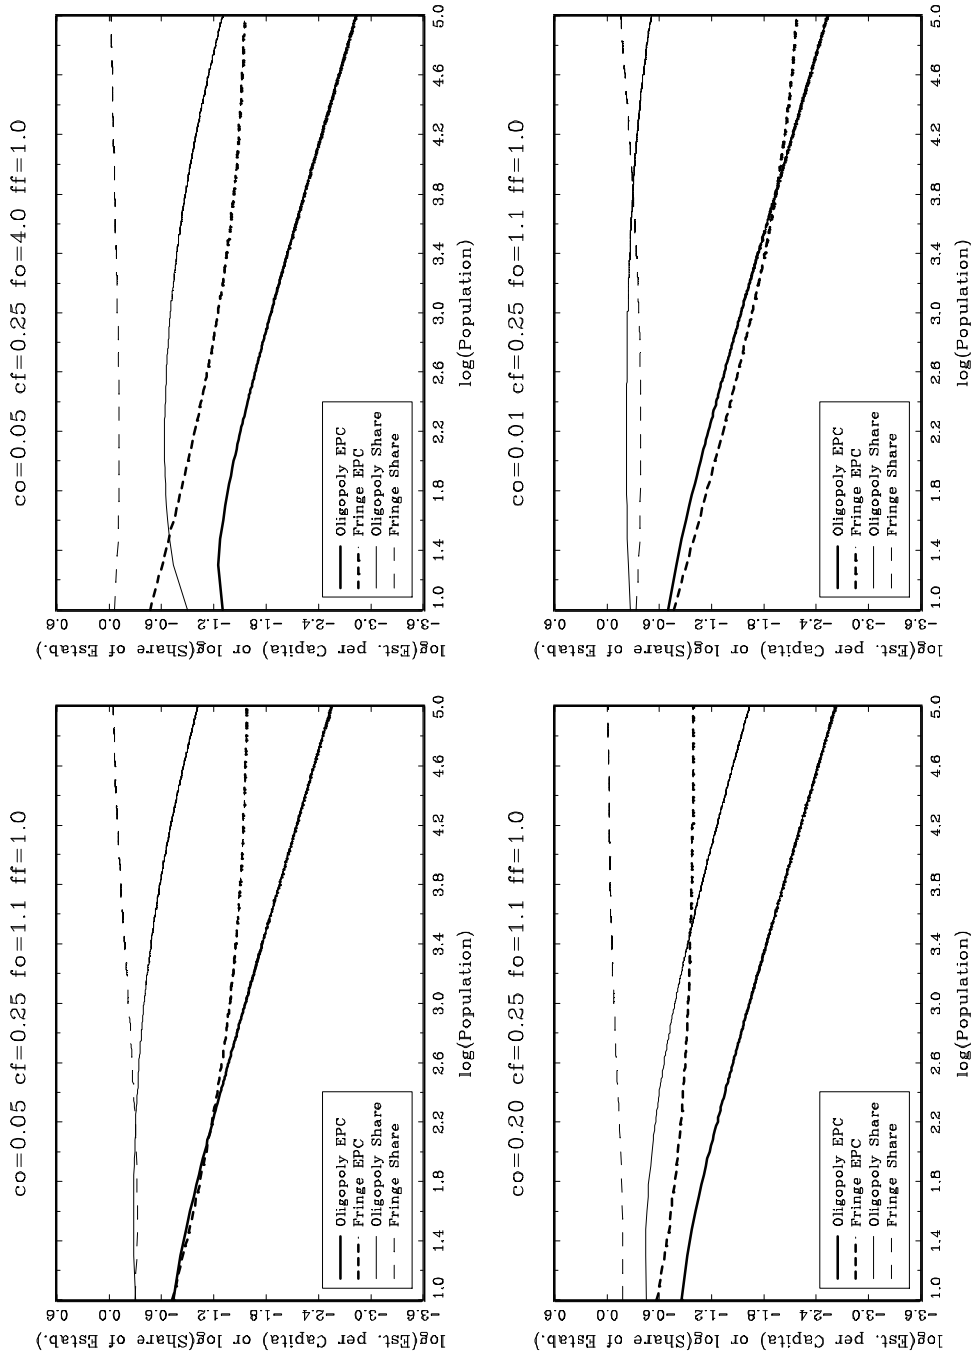 co=0.05 cf=0.25 fo=1.1 ff=1.0
log(Est. per Capita) or log(Share of Estab.)
0.6
0.0
−0.6
−1.2
−1.8
−2.4
−3.0
−3.6
Oligopoly EPC
Fringe EPC
Oligopoly Share
Fringe Share
1.0 1.4 1.8 2.2 2.6 3.0 3.4 3.8 4.2 4.6 5.0
log(Population)
co=0.05 cf=0.25 fo=4.0 ff=1.0
log(Est. per Capita) or log(Share of Estab.)
0.6
0.0
−0.6
−1.2
−1.8
−2.4
−3.0
−3.6
Oligopoly EPC
Fringe EPC
Oligopoly Share
Fringe Share
1.0 1.4 1.8 2.2 2.6 3.0 3.4 3.8 4.2 4.6 5.0
log(Population)
co=0.20 cf=0.25 fo=1.1 ff=1.0
log(Est. per Capita) or log(Share of Estab.)
0.6
0.0
−0.6
−1.2
−1.8
−2.4
−3.0
−3.6
Oligopoly EPC
Fringe EPC
Oligopoly Share
Fringe Share
1.0 1.4 1.8 2.2 2.6 3.0 3.4 3.8 4.2 4.6 5.0
log(Population)
co=0.01 cf=0.25 fo=1.1 ff=1.0
log(Est. per Capita) or log(Share of Estab.)
0.6
0.0
−0.6
−1.2
−1.8
−2.4
−3.0
−3.6
Oligopoly EPC
Fringe EPC
Oligopoly Share
Fringe Share
1.0 1.4 1.8 2.2 2.6 3.0 3.4 3.8 4.2 4.6 5.0
log(Population)